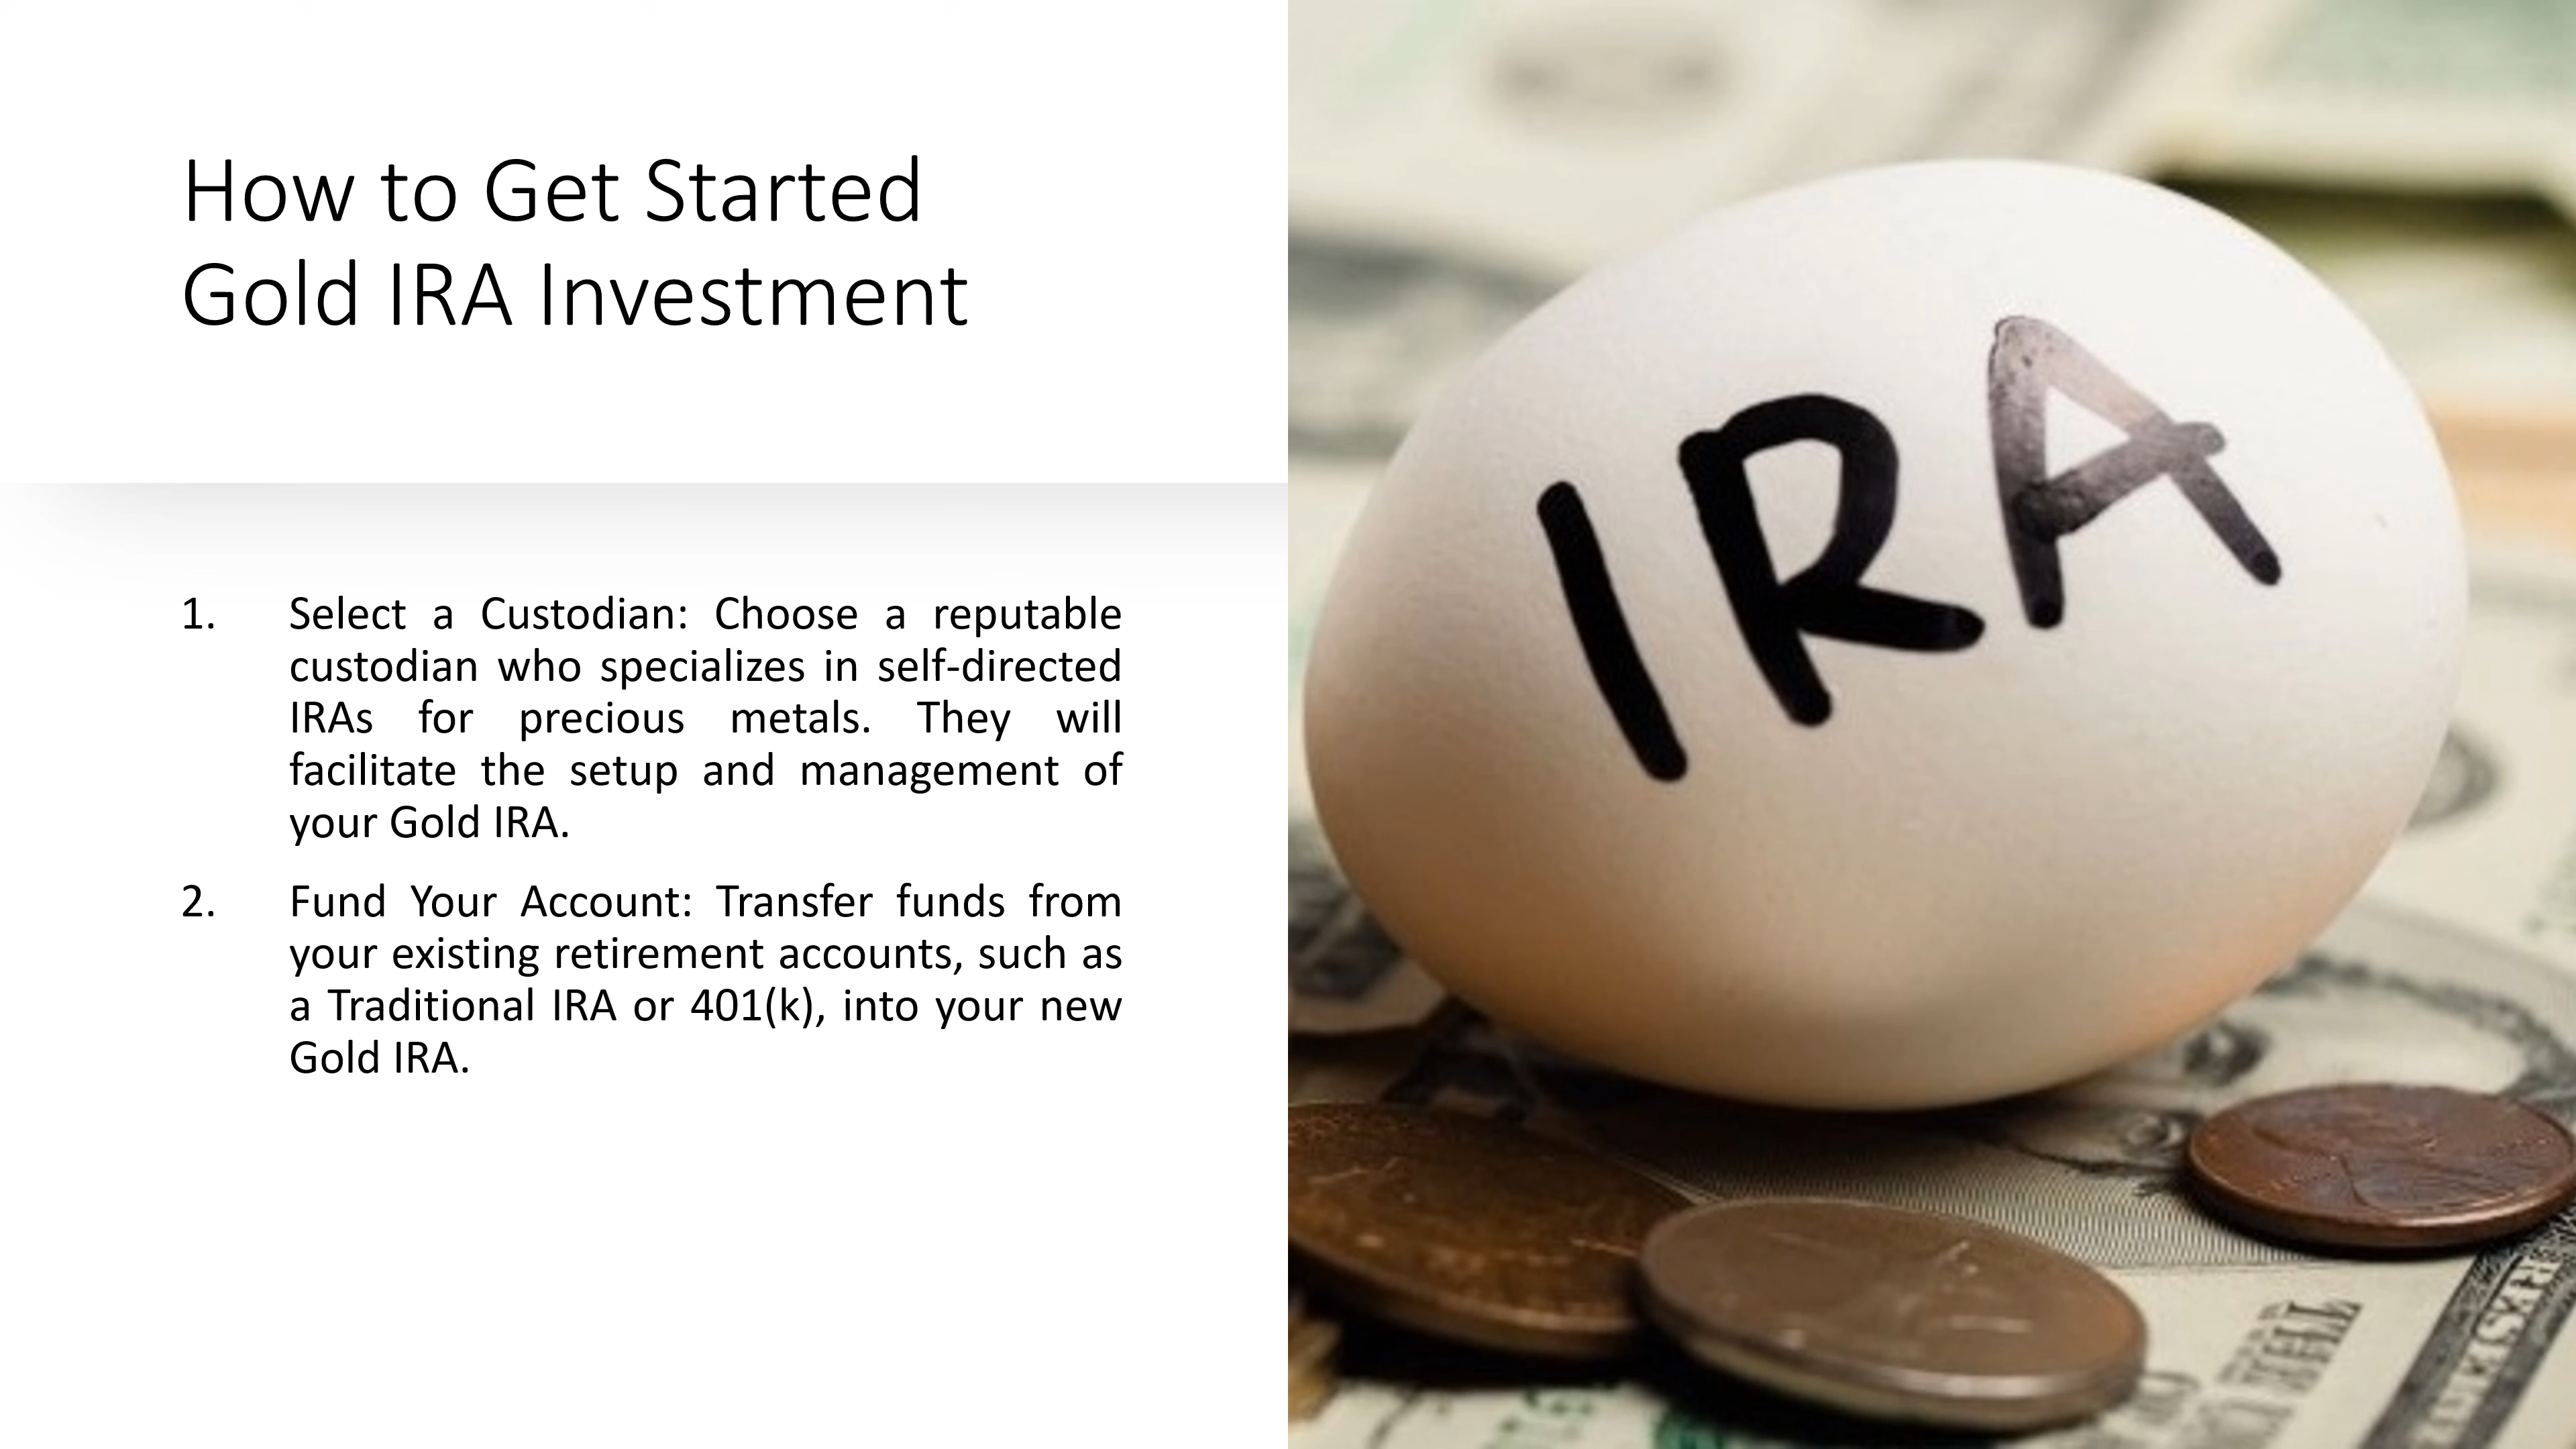 How to Get Started
Gold IRA Investment
1. Select a Custodian: Choose a reputable
custodian who specializes in self-directed
IRAs for precious metals. They will
facilitate the setup and management of
your Gold IRA.
2. Fund Your Account: Transfer funds from
your existing retirement accounts, such as
a Traditional IRA or 401(k), into your new
Gold IRA.
IRA